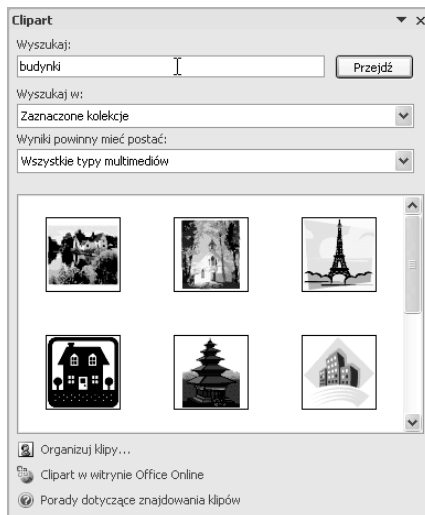 Clipart
Wyszukaj:
budynki
Przejdź
Wyszukaj w:
Zaznaczone kolekcje
Wyniki powinny mieć postać:
Wszystkie typy multimediów
Organizuj klipy...
Clipart w witrynie Office Online
Porady dotyczące znajdowania klipów